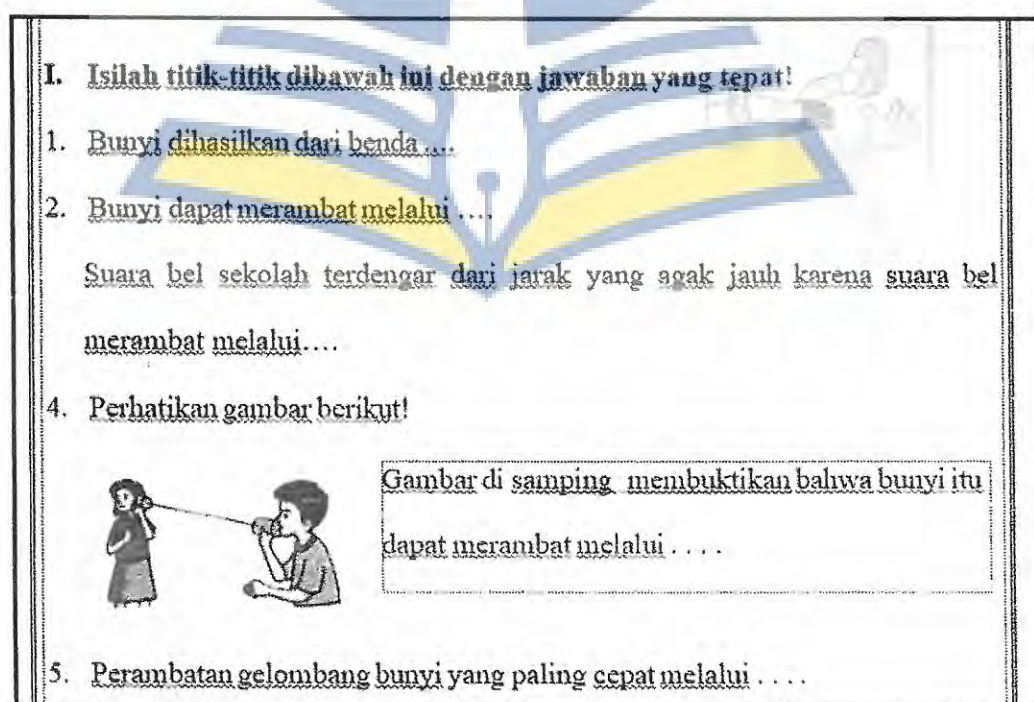 I. Isilah titik-titik dibawah ini dengan jawaban yang tepat!
1. Bunyi dihasilkan dari benda ....
2. Bunyi dapat merambat melalui ....
Suara bel sekolah terdengar dari jarak yang agak jauh karena suara bel
merambat melalui....
4. Perhatikan gambar berikut!
Gambar di samping membuktikan bahwa bunyi itu
dapat merambat melalui . . . .
5. Perambatan gelombang bunyi yang paling cepat melalui . . . .